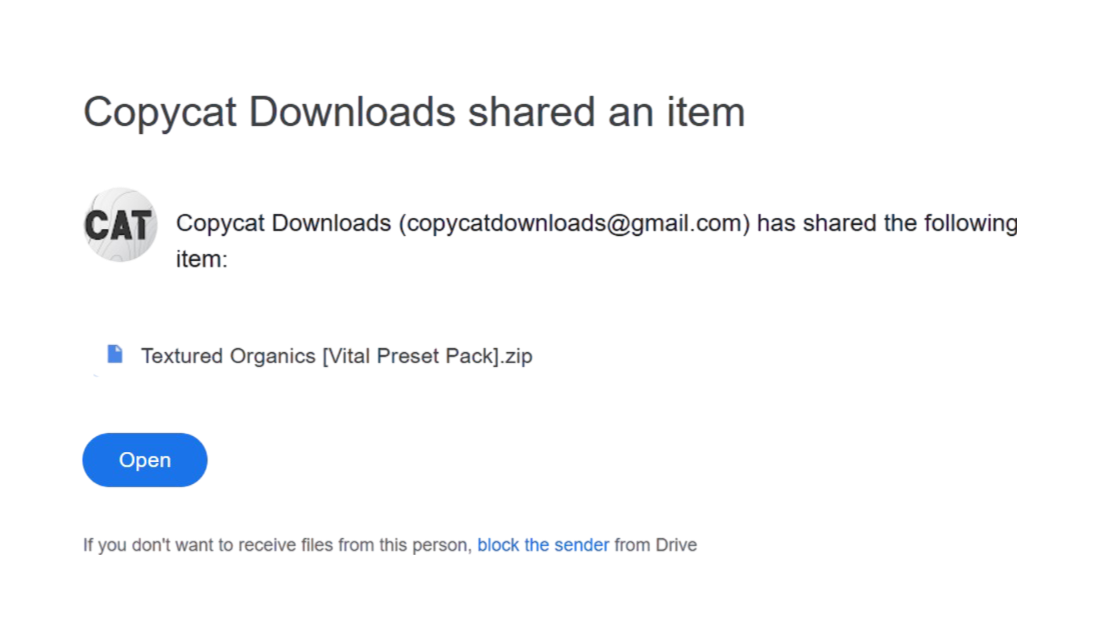 Copycat Downloads shared an item
CAT
Copycat Downloads (copycatdownloads@gmail.com) has shared the following
item:
Textured Organics [Vital Preset Pack].zip
Open
If you don't want to receive files from this person, block the sender from Drive